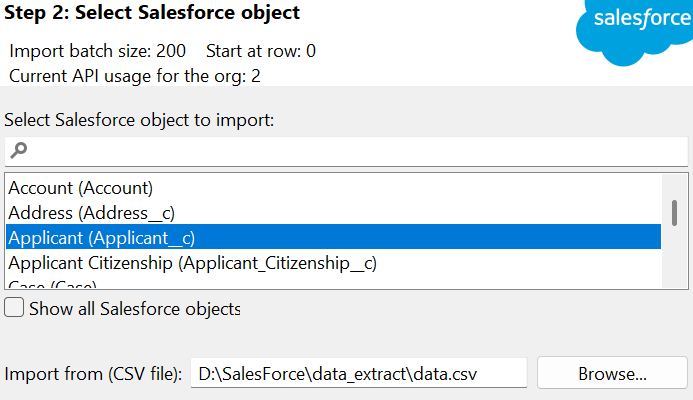 Step 2: Select Salesforce object
salesforce
Import batch size: 200 Start at row: 0
Current API usage for the org: 2
Select Salesforce object to import:
Account (Account)
Address (Address__c)
Applicant (Applicant__c)
Applicant Citizenship (Applicant_Citizenship__c)
Case (Case)
Show all Salesforce objects
Import from (CSV file): D:\SalesForce\data_extract\data.csv Browse...